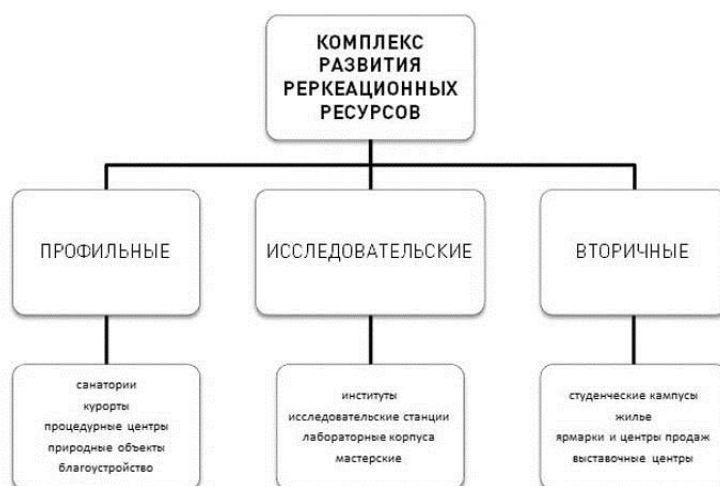 КОМПЛЕКС
РАЗВИТИЯ
РЕРКЕАЦИОННЫХ
РЕСУРСОВ
ПРОФИЛЬНЫЕ
ИССЛЕДОВАТЕЛЬСКИЕ
ВТОРИЧНЫЕ
санатории
курорты
процедурные центры
природные объекты
благоустройство
институты
исследовательские станции
лабораторные корпуса
мастерские
студенческие кампусы
жилье
ярмарки и центры продаж
выставочные центры